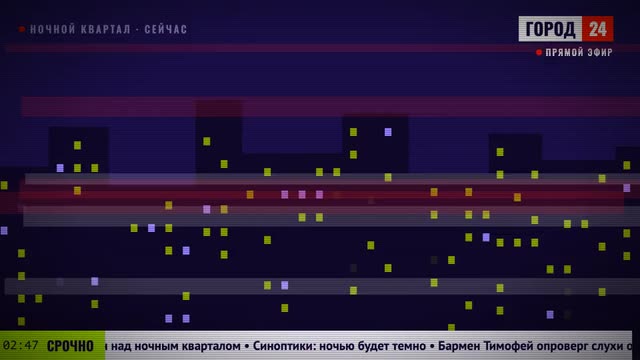 НОЧНОЙ КВАРТАЛ · СЕЙЧАС
ГОРОД 24
ПРЯМОЙ ЭФИР
02:47 СРОЧНО над ночным кварталом • Синоптики: ночью будет темно • Бармен Тимофей опроверг слухи о